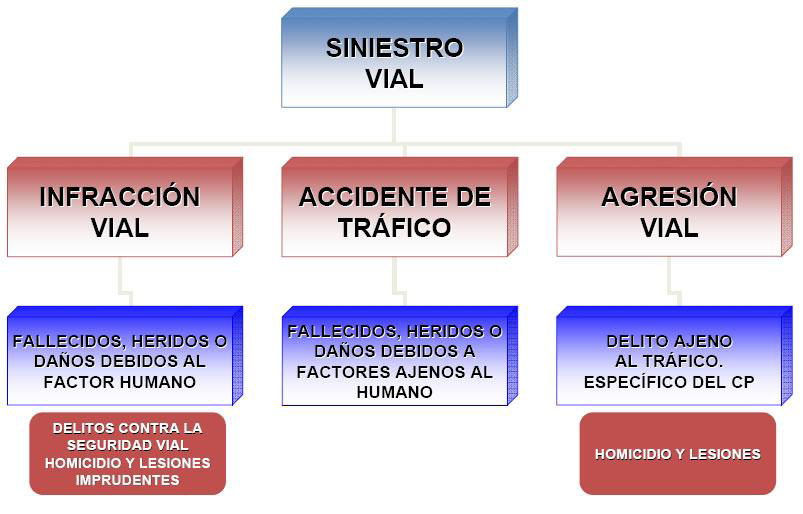 SINIESTRO
VIAL
INFRACCIÓN
VIAL
ACCIDENTE DE
TRÁFICO
AGRESIÓN
VIAL
FALLECIDOS, HERIDOS O
DAÑOS DEBIDOS AL
FACTOR HUMANO
FALLECIDOS, HERIDOS O
DAÑOS DEBIDOS A
FACTORES AJENOS AL
HUMANO
DELITO AJENO
AL TRÁFICO.
ESPECÍFICO DEL CP
DELITOS CONTRA LA
SEGURIDAD VIAL
HOMICIDIO Y LESIONES
IMPRUDENTES
HOMICIDIO Y LESIONES